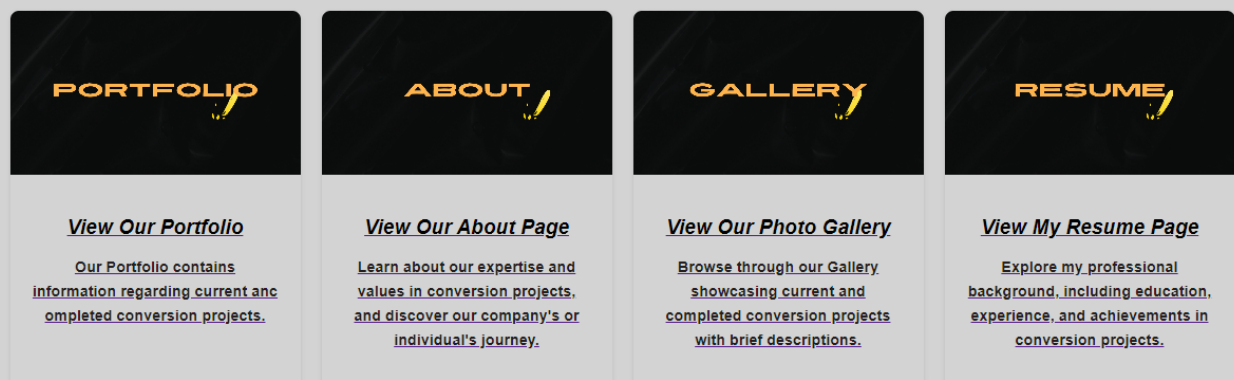 PORTFOLIO
View Our Portfolio
Our Portfolio contains
information regarding current anc
ompleted conversion projects.
ABOUT
View Our About Page
Learn about our expertise and
values in conversion projects,
and discover our company's or
individual's journey.
GALLERY
View Our Photo Gallery
Browse through our Gallery
showcasing current and
completed conversion projects
with brief descriptions.
RESUME
View My Resume Page
Explore my professional
background, including education,
experience, and achievements in
conversion projects.